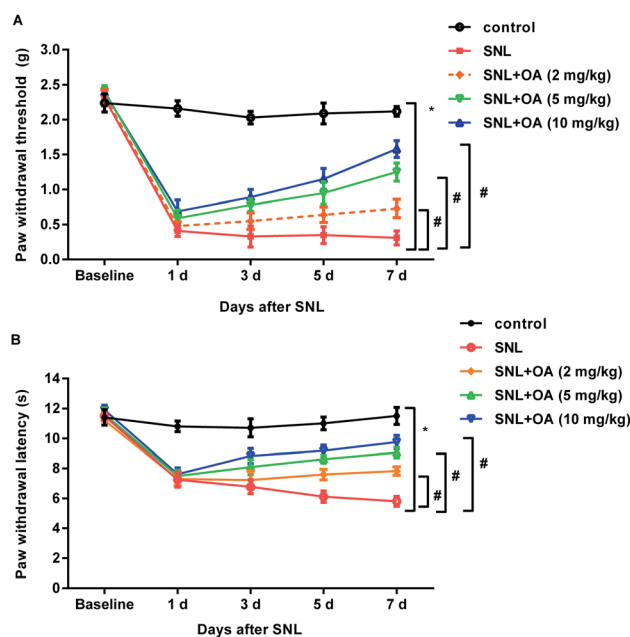 A
control
SNL
SNL+OA (2 mg/kg)
SNL+OA (5 mg/kg)
SNL+OA (10 mg/kg)
Paw withdrawal threshold (g)
3.0
2.5
2.0
1.5
1.0
0.5
0.0
*
#
#
#
Baseline 1 d 3 d 5 d 7 d
Days after SNL
B
control
SNL
SNL+OA (2 mg/kg)
SNL+OA (5 mg/kg)
SNL+OA (10 mg/kg)
Paw withdrawal latency (s)
14
12
10
8
6
4
2
0
*
#
#
#
Baseline 1 d 3 d 5 d 7 d
Days after SNL